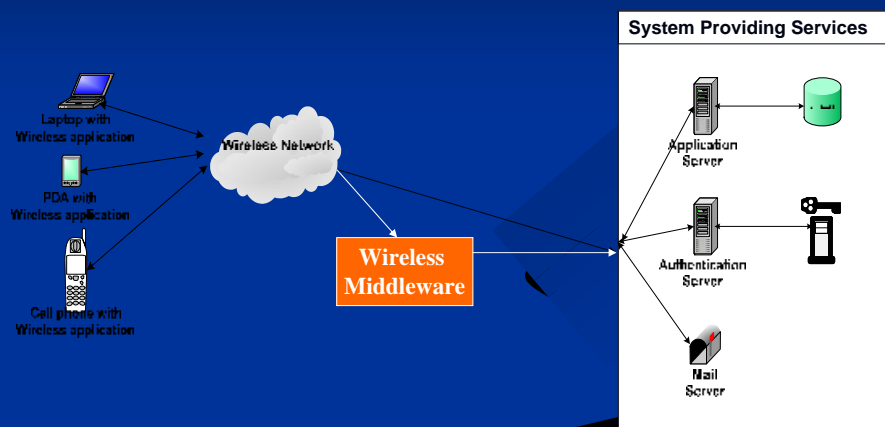 System Providing Services
Laptop with
Wireless application
Wireless Network
Application
Server
PDA with
Wireless application
Wireless
Middleware
Authentication
Server
Cell phone with
Wireless application
Mail
Server